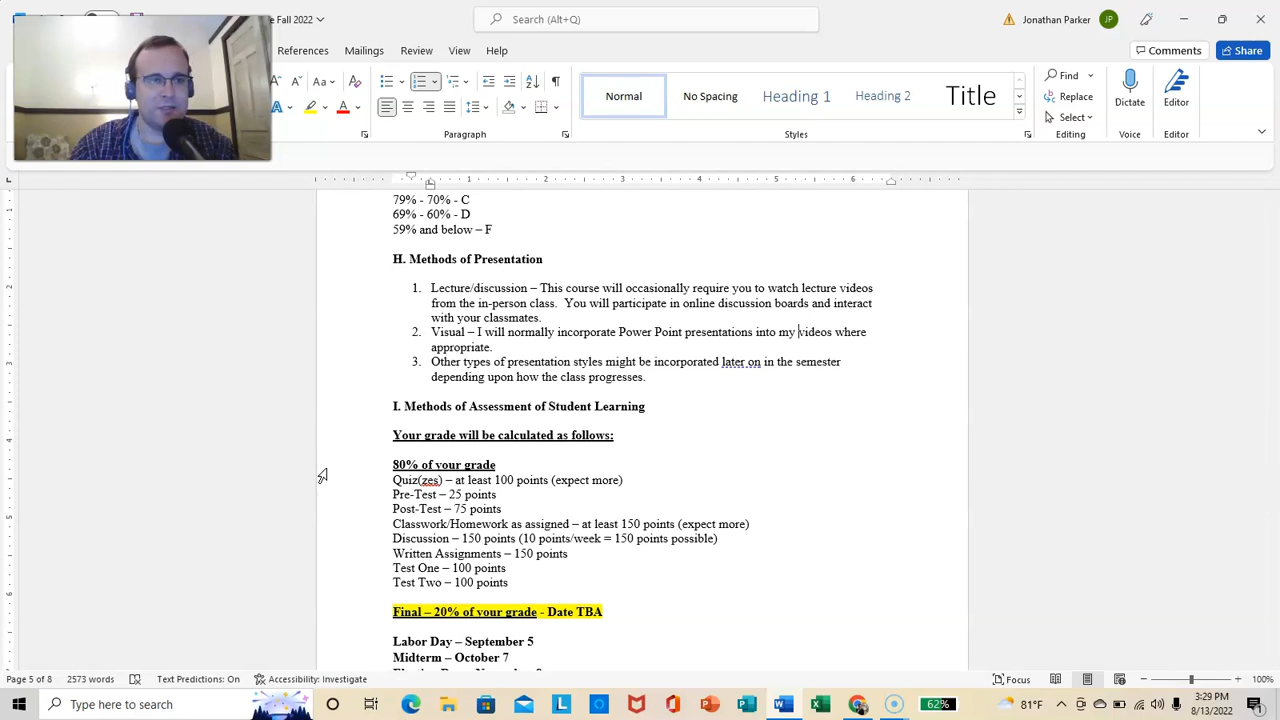 e Fall 2022
Search (Alt+Q)
Jonathan Parker
JP
References
Mailings
Review
View
Help
Comments
Share
Aa
Normal
No Spacing
Heading 1
Heading 2
Title
Find
Replace
Select
Dictate
Editor
Paragraph
Styles
Editing
Voice
Editor
1 2 3 4 5 6
79% - 70% - C
69% - 60% - D
59% and below – F
H. Methods of Presentation
1. Lecture/discussion – This course will occasionally require you to watch lecture videos
from the in-person class. You will participate in online discussion boards and interact
with your classmates.
2. Visual – I will normally incorporate Power Point presentations into my videos where
appropriate.
3. Other types of presentation styles might be incorporated later on in the semester
depending upon how the class progresses.
I. Methods of Assessment of Student Learning
Your grade will be calculated as follows:
80% of your grade
Quiz(zes) – at least 100 points (expect more)
Pre-Test – 25 points
Post-Test – 75 points
Classwork/Homework as assigned – at least 150 points (expect more)
Discussion – 150 points (10 points/week = 150 points possible)
Written Assignments – 150 points
Test One – 100 points
Test Two – 100 points
Final – 20% of your grade - Date TBA
Labor Day – September 5
Midterm – October 7
Page 5 of 8
2573 words
Text Predictions: On
Accessibility: Investigate
Focus
100%
Type here to search
62%
81°F
3:29 PM
8/13/2022